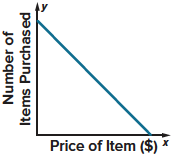 y
Number of
Items Purchased
Price of Item ($)
x